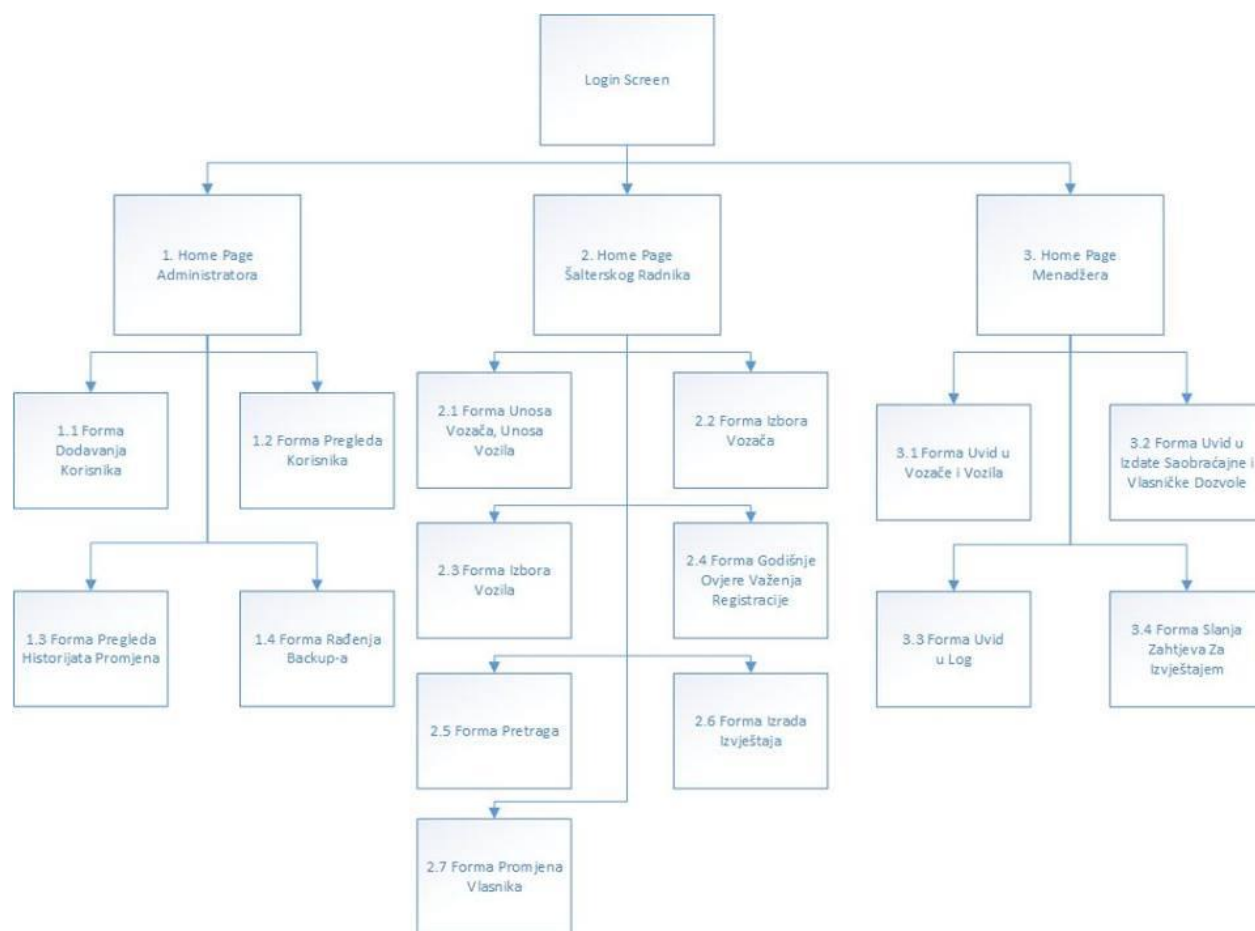 Login Screen
1. Home Page
Administratora
2. Home Page
Šalterskog Radnika
3. Home Page
Menadžera
1.1 Forma
Dodavanja
Korisnika
1.2 Forma Pregleda
Korisnika
2.1 Forma Unosa
Vozača, Unosa
Vozila
2.2 Forma Izbora
Vozača
3.1 Forma Uvid u
Vozače i Vozila
3.2 Forma Uvid u
Izdate Saobraćajne i
Vlasničke Dozvole
2.3 Forma Izbora
Vozila
2.4 Forma Godišnje
Ovjere Važenja
Registracije
1.3 Forma Pregleda
Historijata Promjena
1.4 Forma Rađenja
Backup-a
3.3 Forma Uvid
u Log
3.4 Forma Slanja
Zahtjeva Za
Izvještajem
2.5 Forma Pretraga
2.6 Forma Izrada
Izvještaja
2.7 Forma Promjena
Vlasnika